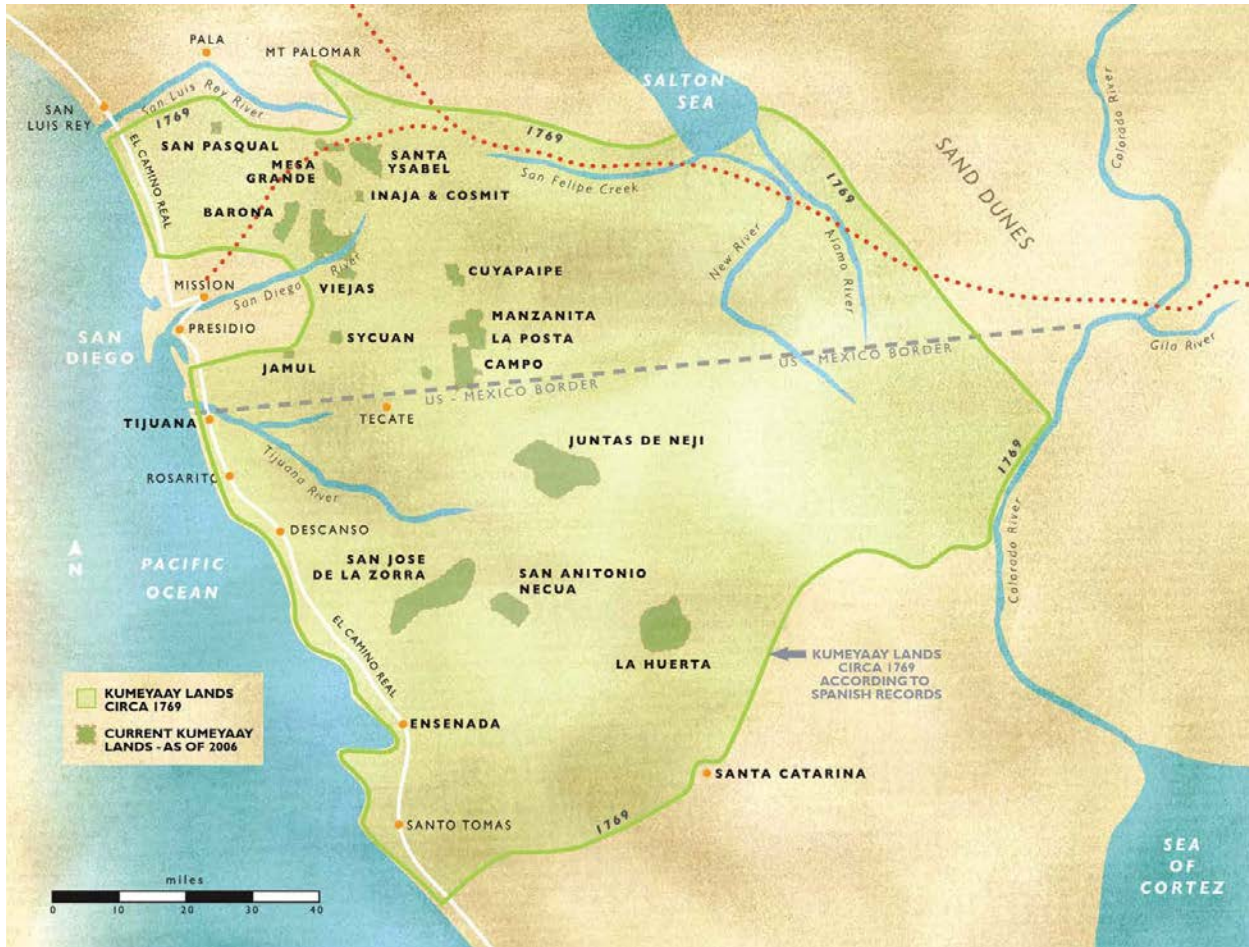 PALA
MT PALOMAR
SAN
LUIS REY
San Luis Rey River
1769
EL CAMINO REAL
SAN PASQUAL
MESA
GRANDE
SANTA
YSABEL
INAJA & COSMIT
BARONA
1769
SALTON
SEA
San Felipe Creek
1769
SAND DUNES
Colorado River
New River
Alamo River
MISSION
San Diego River
VIEJAS
CUYAPAIPE
PRESIDIO
SAN
DIEGO
SYCUAN
MANZANITA
LA POSTA
JAMUL
CAMPO
US - MEXICO BORDER
US - MEXICO BORDER
Gila River
TIJUANA
TECATE
Tijuana River
JUNTAS DE NEJI
1769
Colorado River
ROSARITO
DESCANSO
N
PACIFIC
OCEAN
SAN JOSE
DE LA ZORRA
SAN ANITONIO
NECUA
EL CAMINO REAL
LA HUERTA
KUMEYAAY LANDS
CIRCA 1769
ACCORDING TO
SPANISH RECORDS
KUMEYAAY LANDS
CIRCA 1769
CURRENT KUMEYAAY
LANDS - AS OF 2006
ENSENADA
SANTA CATARINA
SANTO TOMAS
1769
SEA
OF
CORTEZ
miles
0 10 20 30 40